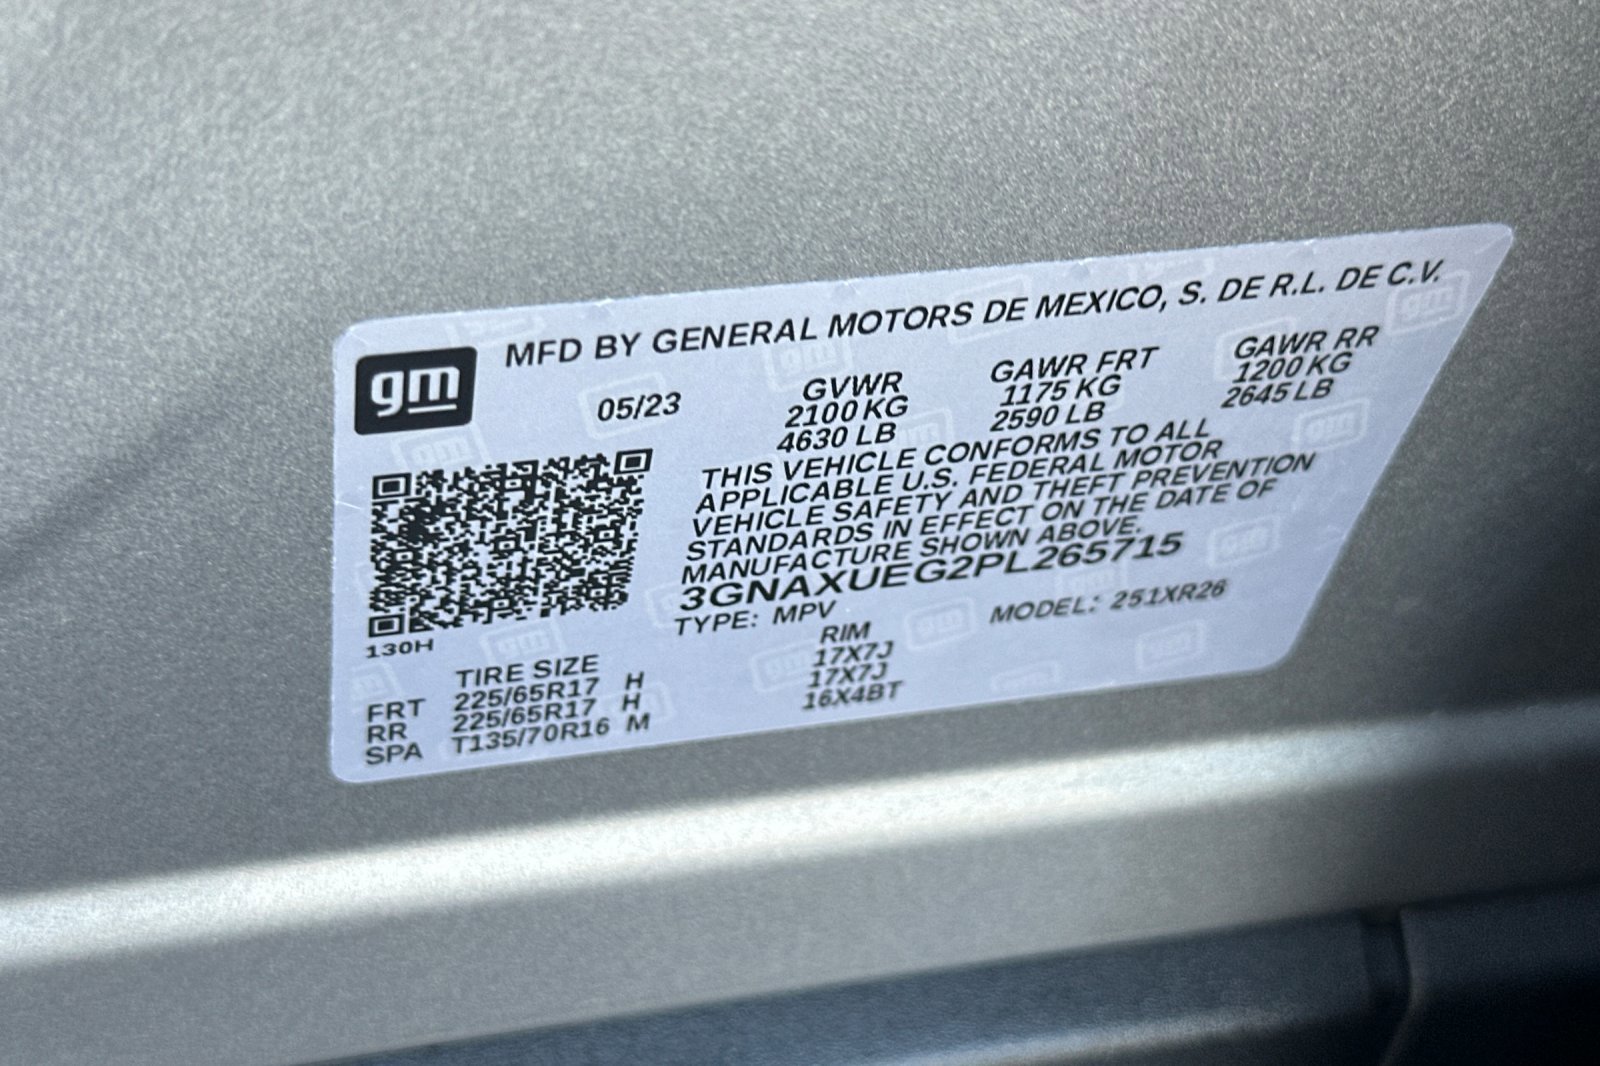 gm
MFD BY GENERAL MOTORS DE MEXICO, S. DE R.L. DE C.V.
05/23
GVWR GAWR FRT GAWR RR
2100 KG 1175 KG 1200 KG
4630 LB 2590 LB 2645 LB
THIS VEHICLE CONFORMS TO ALL
APPLICABLE U.S. FEDERAL MOTOR
VEHICLE SAFETY AND THEFT PREVENTION
STANDARDS IN EFFECT ON THE DATE OF
MANUFACTURE SHOWN ABOVE.
3GNAXUEG2PL265715
TYPE: MPV MODEL: 251XR26
130H
TIRE SIZE RIM
FRT 225/65R17 H 17X7J
RR 225/65R17 H 17X7J
SPA T135/70R16 M 16X4BT